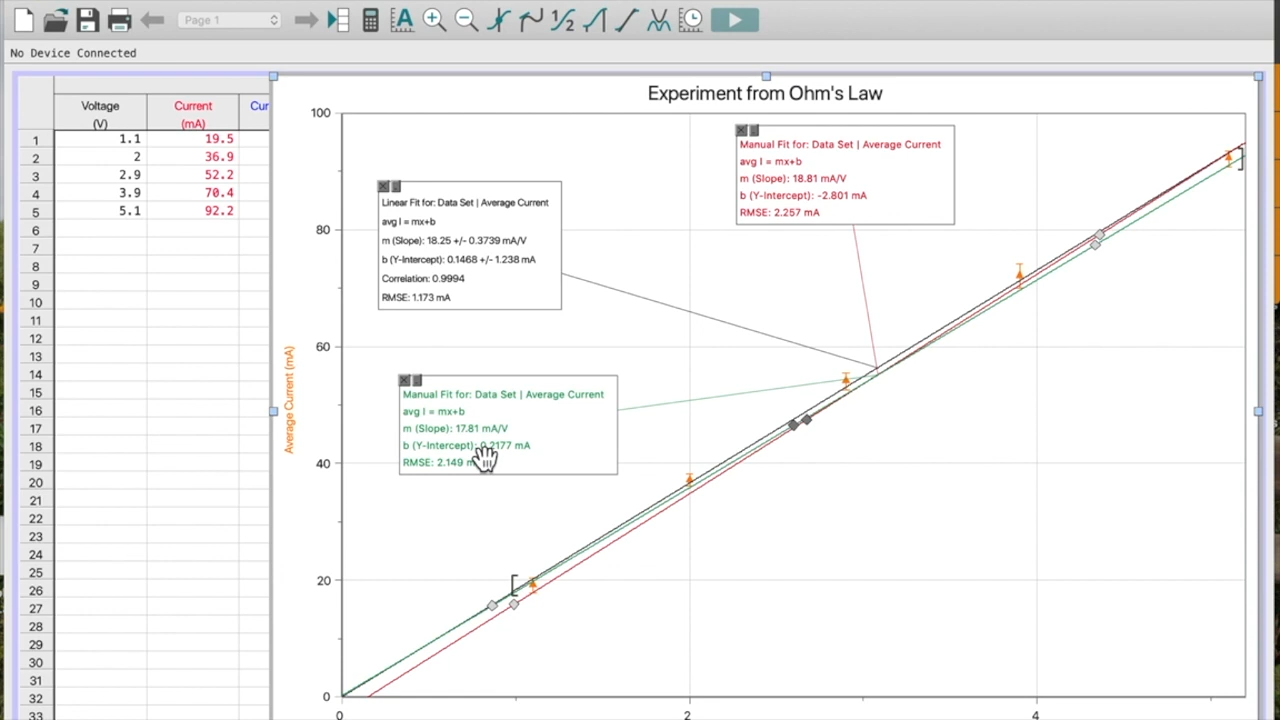 Page 1
No Device Connected
Voltage Current Cur
(V) (mA)
1 1.1 19.5
2 2 36.9
3 2.9 52.2
4 3.9 70.4
5 5.1 92.2
6
7
8
9
10
11
12
13
14
15
16
17
18
19
20
21
22
23
24
25
26
27
28
29
30
31
32
33
Experiment from Ohm's Law
100
80
60
40
20
0
Average Current (mA)
Linear Fit for: Data Set | Average Current
avg I = mx+b
m (Slope): 18.25 +/- 0.3739 mA/V
b (Y-Intercept): 0.1468 +/- 1.238 mA
Correlation: 0.9994
RMSE: 1.173 mA
Manual Fit for: Data Set | Average Current
avg I = mx+b
m (Slope): 18.81 mA/V
b (Y-Intercept): -2.801 mA
RMSE: 2.257 mA
Manual Fit for: Data Set | Average Current
avg I = mx+b
m (Slope): 17.81 mA/V
b (Y-Intercept): 0.2177 mA
RMSE: 2.149 m
0 2 4